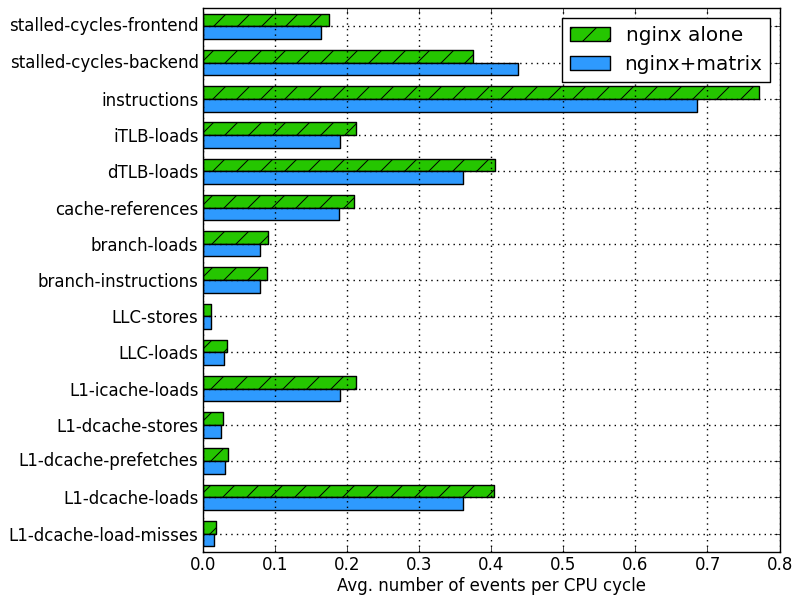 stalled-cycles-frontend
stalled-cycles-backend
instructions
iTLB-loads
dTLB-loads
cache-references
branch-loads
branch-instructions
LLC-stores
LLC-loads
L1-icache-loads
L1-dcache-stores
L1-dcache-prefetches
L1-dcache-loads
L1-dcache-load-misses
nginx alone
nginx+matrix
0.0 0.1 0.2 0.3 0.4 0.5 0.6 0.7 0.8
Avg. number of events per CPU cycle